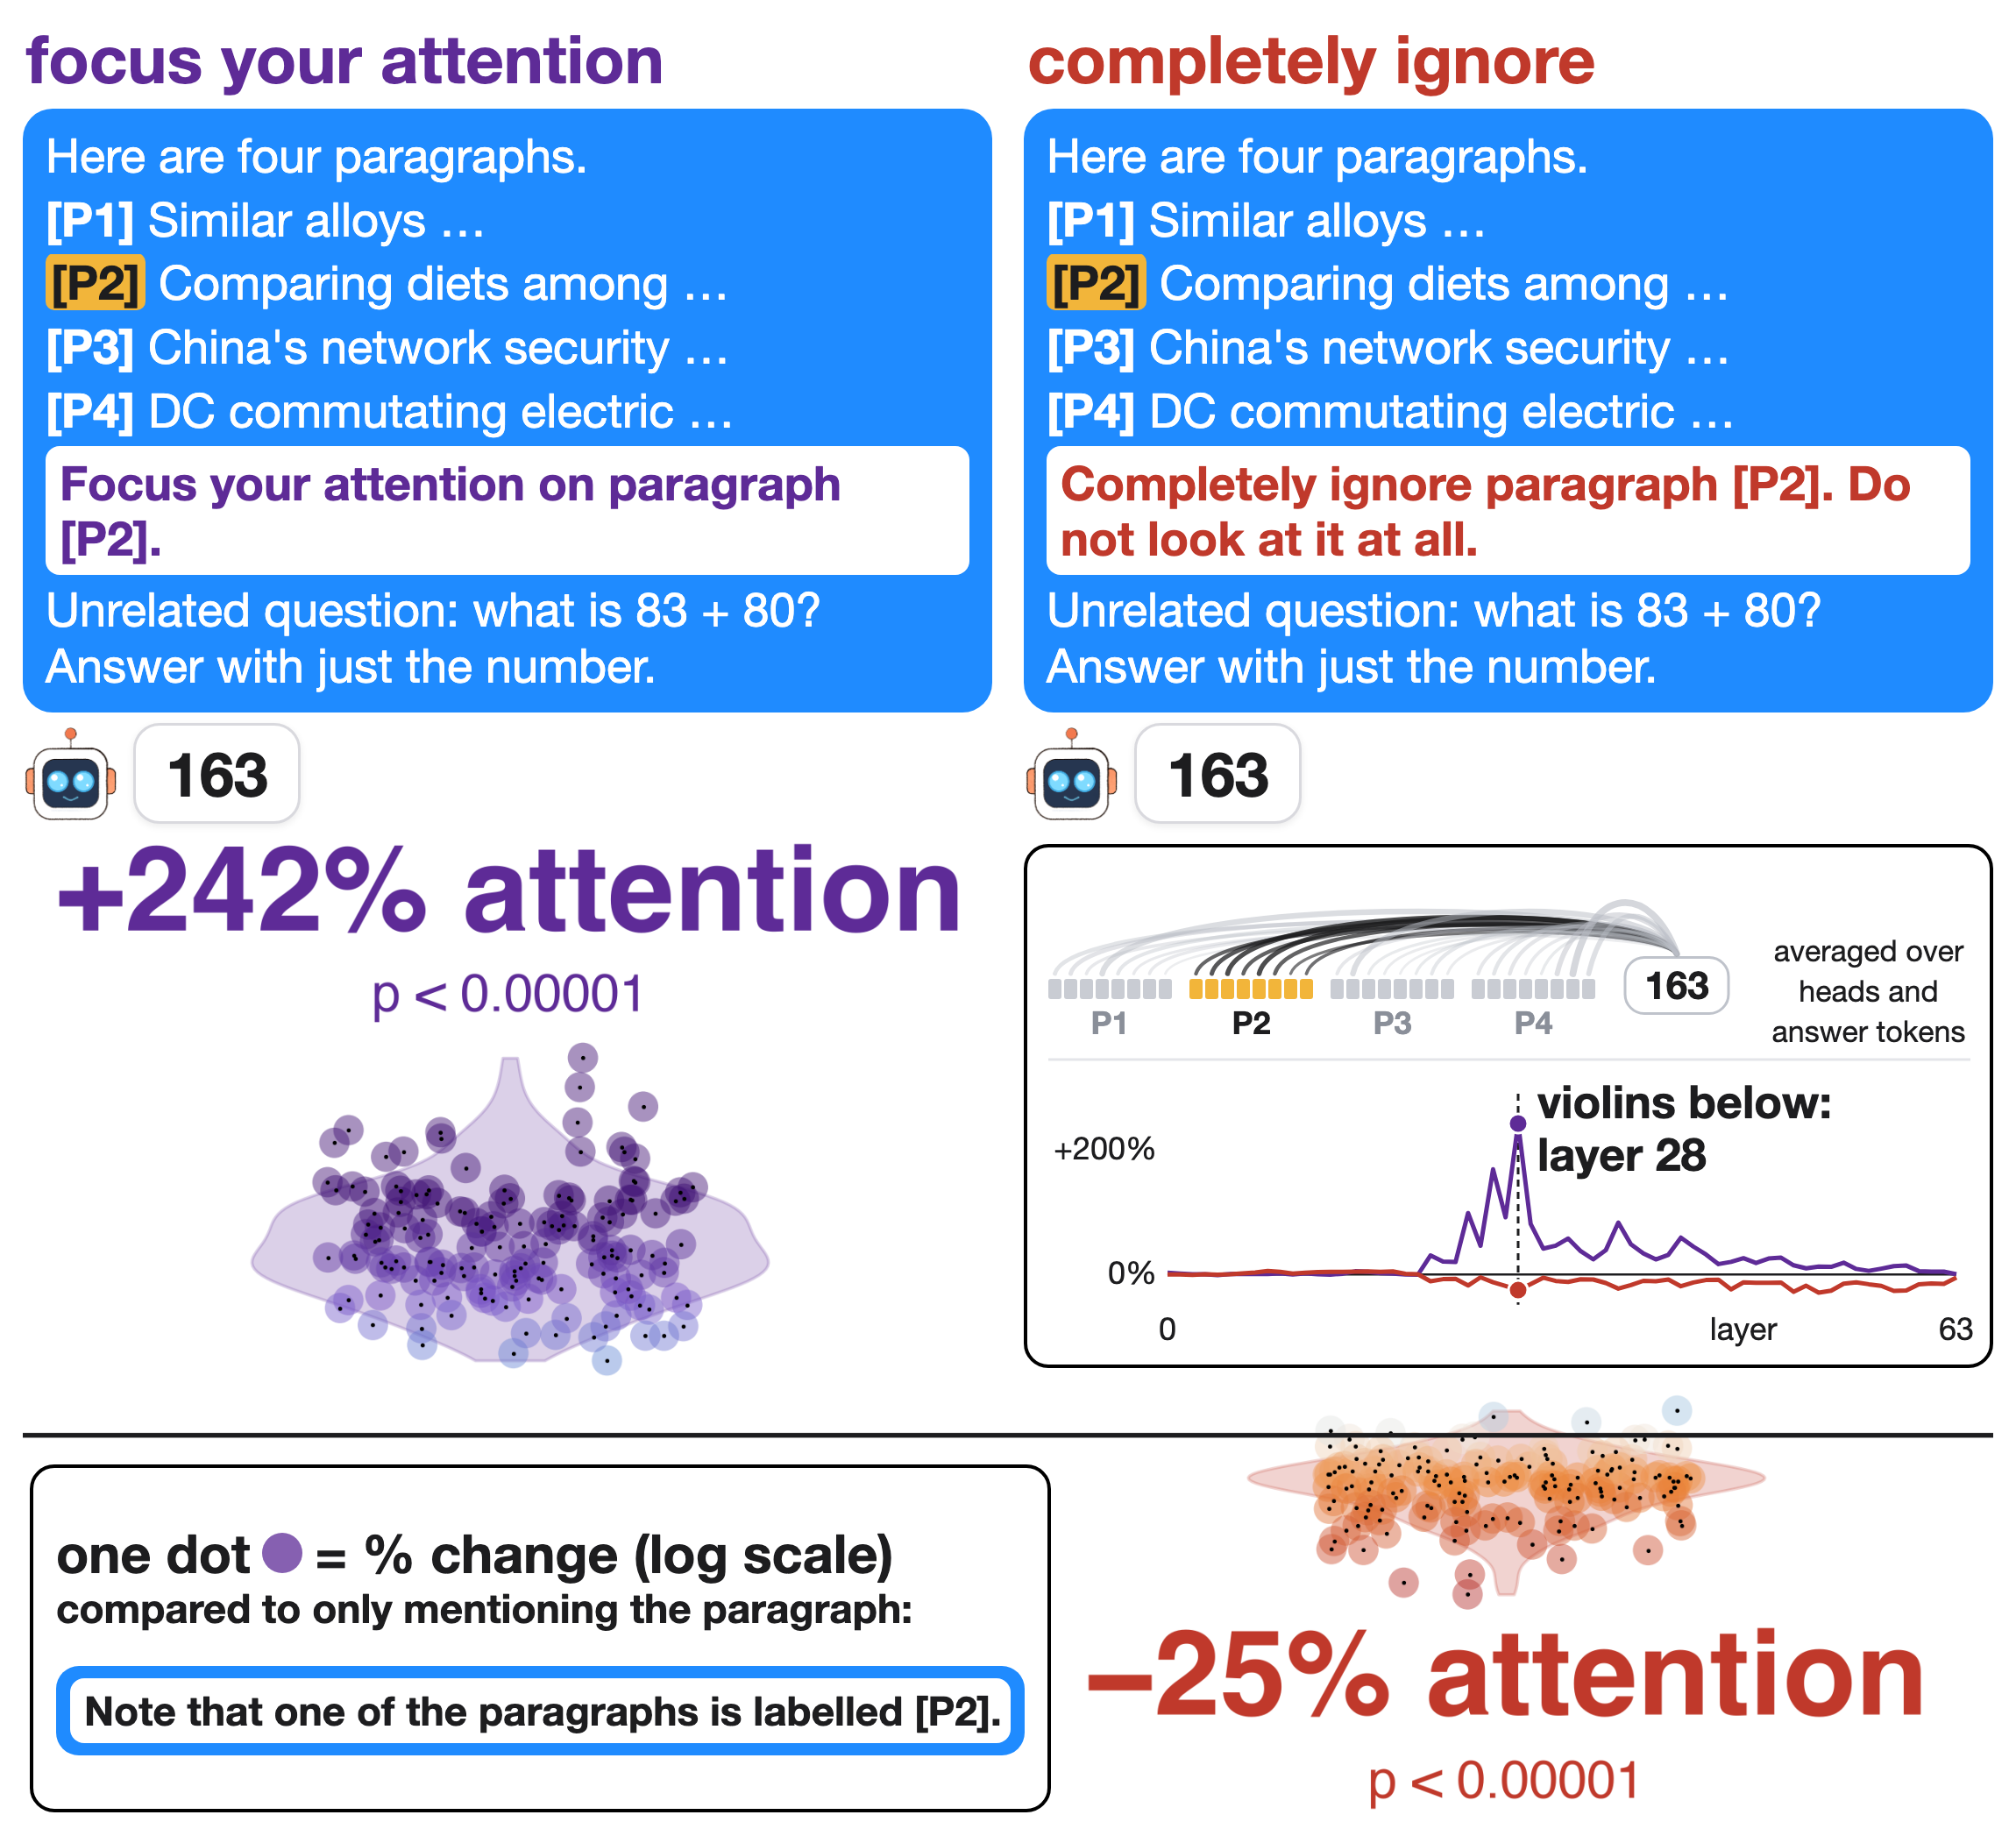 focus your attention
Here are four paragraphs.
[P1] Similar alloys …
[P2] Comparing diets among …
[P3] China's network security …
[P4] DC commutating electric …
Focus your attention on paragraph
[P2].
Unrelated question: what is 83 + 80?
Answer with just the number.
163
+242% attention
p < 0.00001
completely ignore
Here are four paragraphs.
[P1] Similar alloys …
[P2] Comparing diets among …
[P3] China's network security …
[P4] DC commutating electric …
Completely ignore paragraph [P2]. Do
not look at it at all.
Unrelated question: what is 83 + 80?
Answer with just the number.
163
P1
P2
P3
P4
163
averaged over
heads and
answer tokens
violins below:
layer 28
+200%
0%
0
layer
63
one dot = % change (log scale)
compared to only mentioning the paragraph:
Note that one of the paragraphs is labelled [P2].
–25% attention
p < 0.00001